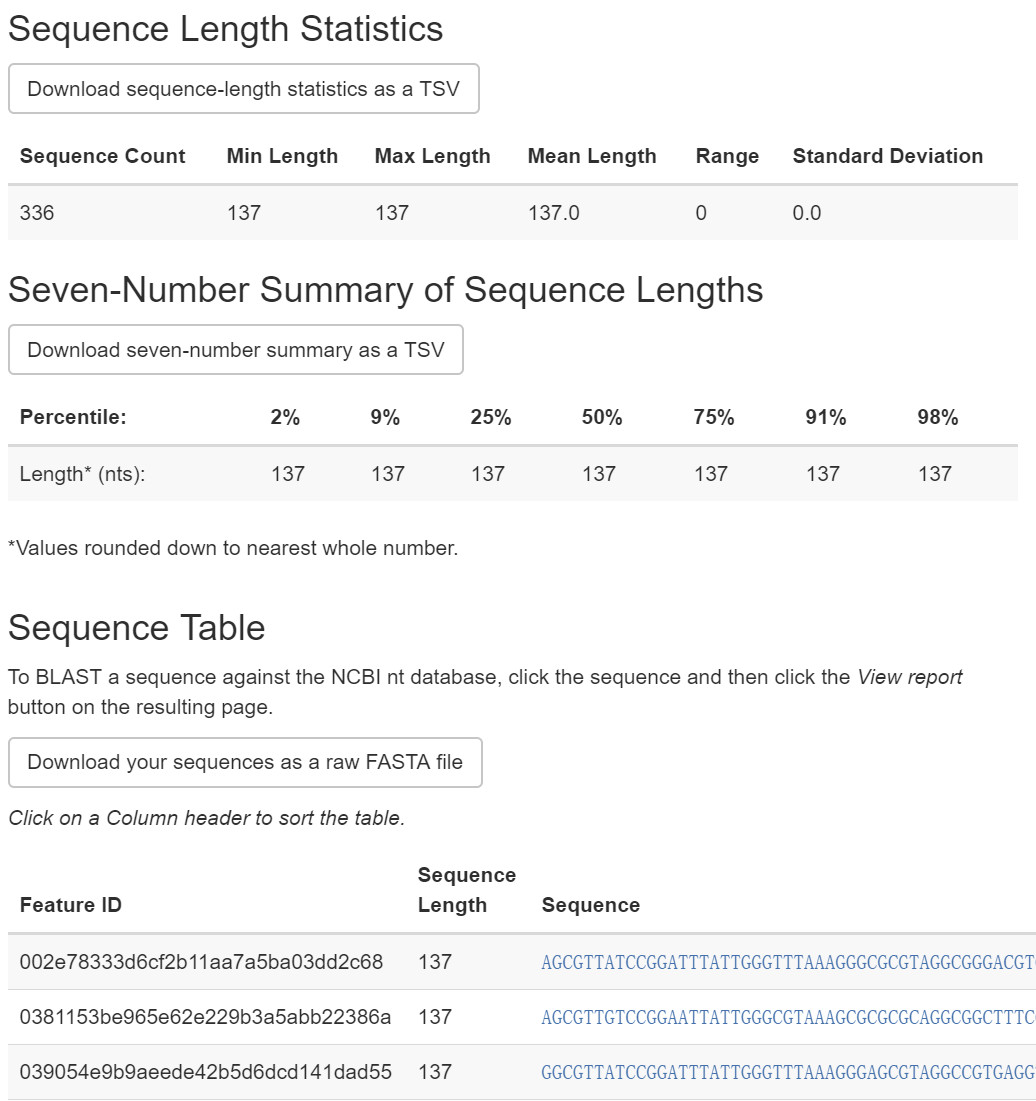 Sequence Length Statistics
Download sequence-length statistics as a TSV
Sequence Count Min Length Max Length Mean Length Range Standard Deviation
336 137 137 137.0 0 0.0
Seven-Number Summary of Sequence Lengths
Download seven-number summary as a TSV
Percentile: 2% 9% 25% 50% 75% 91% 98%
Length* (nts): 137 137 137 137 137 137 137
*Values rounded down to nearest whole number.
Sequence Table
To BLAST a sequence against the NCBI nt database, click the sequence and then click the View report
button on the resulting page.
Download your sequences as a raw FASTA file
Click on a Column header to sort the table.
Feature ID Sequence Length Sequence
002e78333d6cf2b11aa7a5ba03dd2c68 137 AGCGTTATCCGGATTTATTGGGTTTAAAGGGCGCGTAGGCGGGACGT
0381153be965e62e229b3a5abb22386a 137 AGCGTTGTCCGGAATTATTGGGCGTAAAGCGCGCGCAGGCGGCTTTC
039054e9b9aeede42b5d6dcd141dad55 137 GGCGTTATCCGGATTTATTGGGTTTAAAGGGAGCGTAGGCCGTGAGG